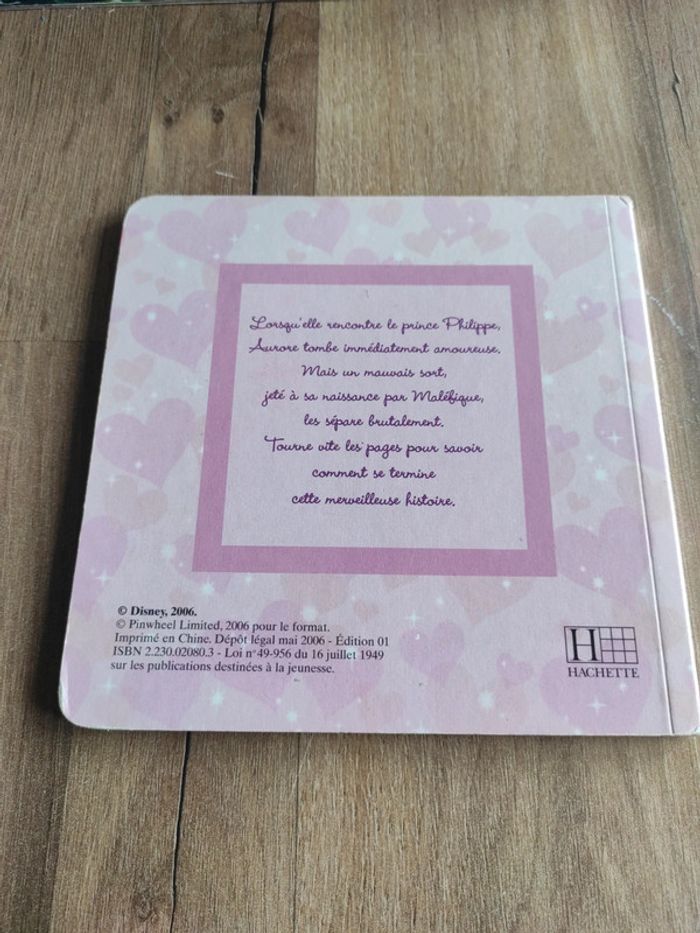 Lorsqu'elle rencontre le prince Philippe,
Aurore tombe immédiatement amoureuse.
Mais un mauvais sort,
jeté à sa naissance par Maléfique,
les sépare brutalement.
Tourne vite les pages pour savoir
comment se termine
cette merveilleuse histoire.
© Disney, 2006.
© Pinwheel Limited, 2006 pour le format.
Imprimé en Chine. Dépôt légal mai 2006 - Édition 01
ISBN 2.230.02080.3 - Loi n°49-956 du 16 juillet 1949
sur les publications destinées à la jeunesse.
H
HACHETTE